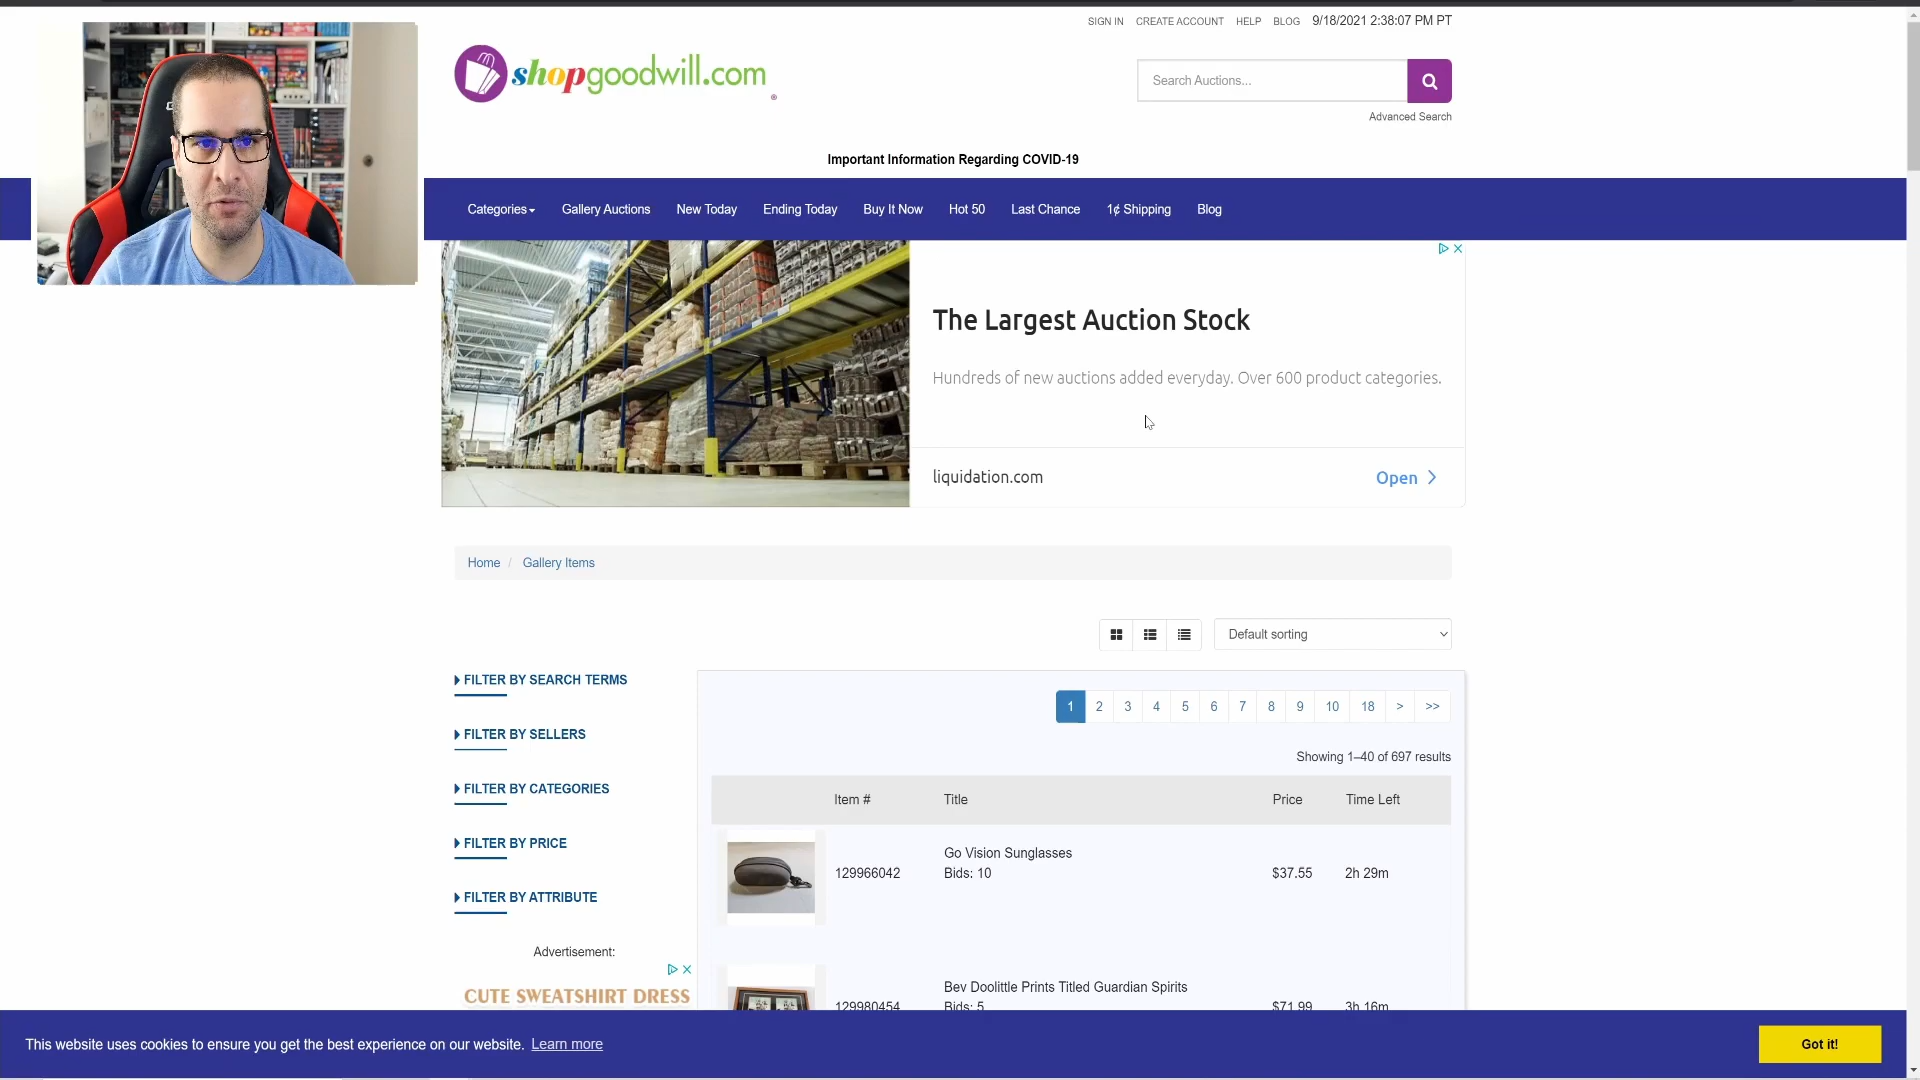 SIGN IN CREATE ACCOUNT HELP BLOG 9/18/2021 2:38:07 PM PT
shopgoodwill.com®
Search Auctions...
Advanced Search
Important Information Regarding COVID-19
Categories Gallery Auctions New Today Ending Today Buy It Now Hot 50 Last Chance 1¢ Shipping Blog
The Largest Auction Stock
Hundreds of new auctions added everyday. Over 600 product categories.
liquidation.com Open
Home / Gallery Items
Default sorting
FILTER BY SEARCH TERMS
FILTER BY SELLERS
FILTER BY CATEGORIES
FILTER BY PRICE
FILTER BY ATTRIBUTE
Advertisement:
CUTE SWEATSHIRT DRESS
1 2 3 4 5 6 7 8 9 10 18 > >>
Showing 1–40 of 697 results
Item # Title Price Time Left
Go Vision Sunglasses
129966042 Bids: 10 $37.55 2h 29m
Bev Doolittle Prints Titled Guardian Spirits
129980454 Bids: 5 $71.99 3h 16m
This website uses cookies to ensure you get the best experience on our website. Learn more
Got it!